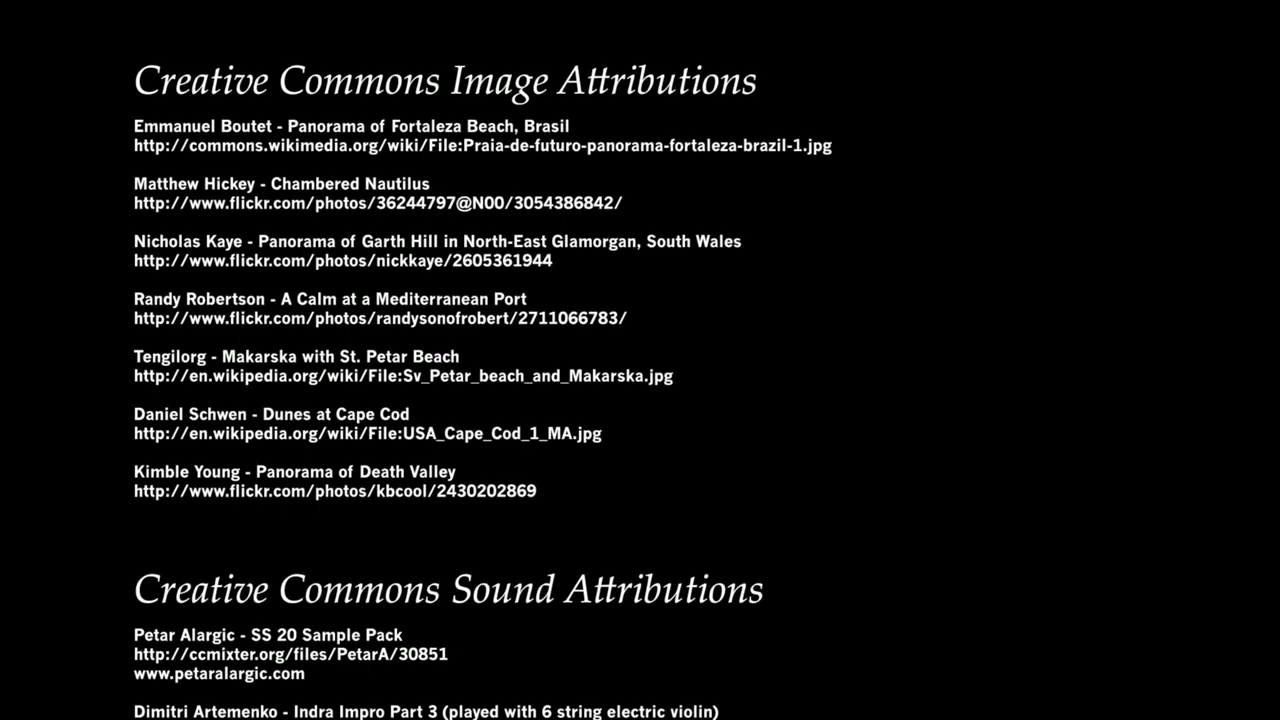 Creative Commons Image Attributions
Emmanuel Boutet - Panorama of Fortaleza Beach, Brasil
http://commons.wikimedia.org/wiki/File:Praia-de-futuro-panorama-fortaleza-brazil-1.jpg
Matthew Hickey - Chambered Nautilus
http://www.flickr.com/photos/36244797@N00/3054386842/
Nicholas Kaye - Panorama of Garth Hill in North-East Glamorgan, South Wales
http://www.flickr.com/photos/nickkaye/2605361944
Randy Robertson - A Calm at a Mediterranean Port
http://www.flickr.com/photos/randysonofrobert/2711066783/
Tengilorg - Makarska with St. Petar Beach
http://en.wikipedia.org/wiki/File:Sv_Petar_beach_and_Makarska.jpg
Daniel Schwen - Dunes at Cape Cod
http://en.wikipedia.org/wiki/File:USA_Cape_Cod_1_MA.jpg
Kimble Young - Panorama of Death Valley
http://www.flickr.com/photos/kbcool/2430202869
Creative Commons Sound Attributions
Petar Alargic - SS 20 Sample Pack
http://ccmixter.org/files/PetarA/30851
www.petaralargic.com
Dimitri Artemenko - Indra Impro Part 3 (played with 6 string electric violin)